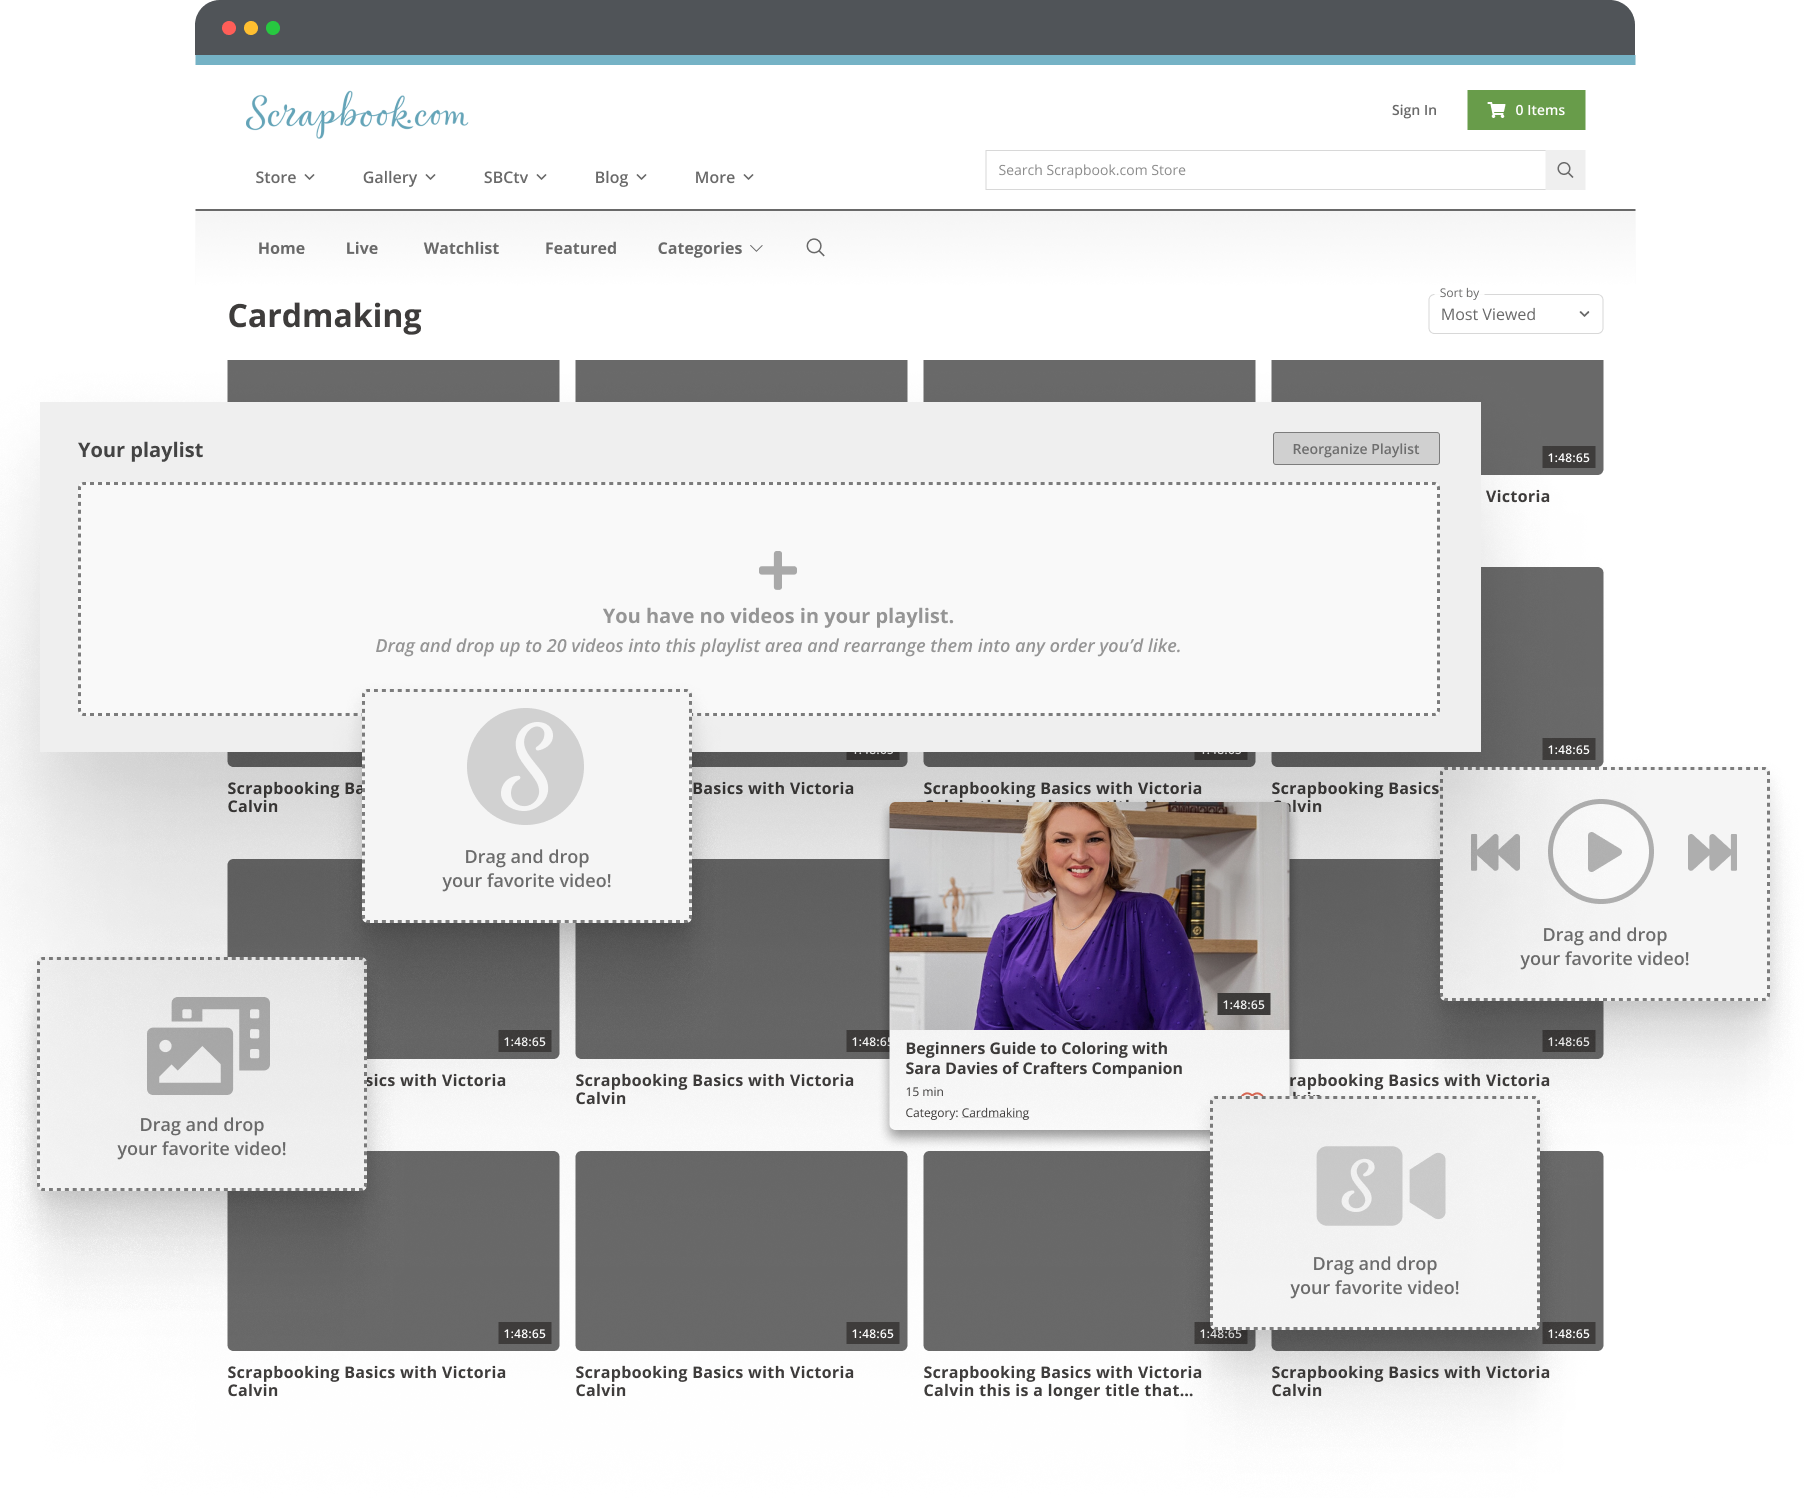 Scrapbook.com
Sign In
0 Items
Store
Gallery
SBCtv
Blog
More
Search Scrapbook.com Store
Home
Live
Watchlist
Featured
Categories
Cardmaking
Sort by
Most Viewed
Your playlist
Reorganize Playlist
1:48:65
Victoria
You have no videos in your playlist.
Drag and drop up to 20 videos into this playlist area and rearrange them into any order you’d like.
1:48:65
1:48:65
1:48:65
Scrapbooking Ba
Calvin
Basics with Victoria
Scrapbooking Basics with Victoria
Scrapbooking Basics
alvin
S
Drag and drop
your favorite video!
Drag and drop
your favorite video!
1:48:65
Beginners Guide to Coloring with
Sara Davies of Crafters Companion
15 min
Category: Cardmaking
1:48:65
1:48:65
1:48:65
sics with Victoria
Scrapbooking Basics with Victoria
Calvin
rapbooking Basics with Victoria
Drag and drop
your favorite video!
S
Drag and drop
your favorite video!
1:48:65
1:48:65
1:48:65
1:48:65
Scrapbooking Basics with Victoria
Calvin
Scrapbooking Basics with Victoria
Calvin
Scrapbooking Basics with Victoria
Calvin this is a longer title that...
Scrapbooking Basics with Victoria
Calvin